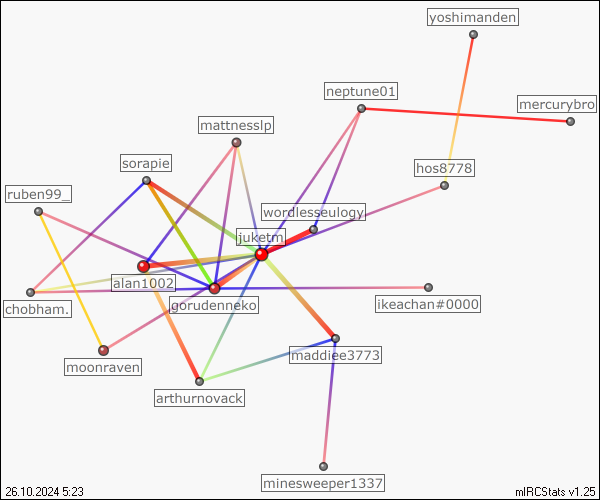 yoshimanden
neptune01
mercurybro
mattnesslp
sorapie
hos8778
ruben99_
wordlesseulogy
juketm
alan1002
gorudenneko
ikeachan#0000
chobham.
maddiee3773
moonraven
arthurnovack
minesweeper1337
26.10.2024 5:23
mIRCStats v1.25